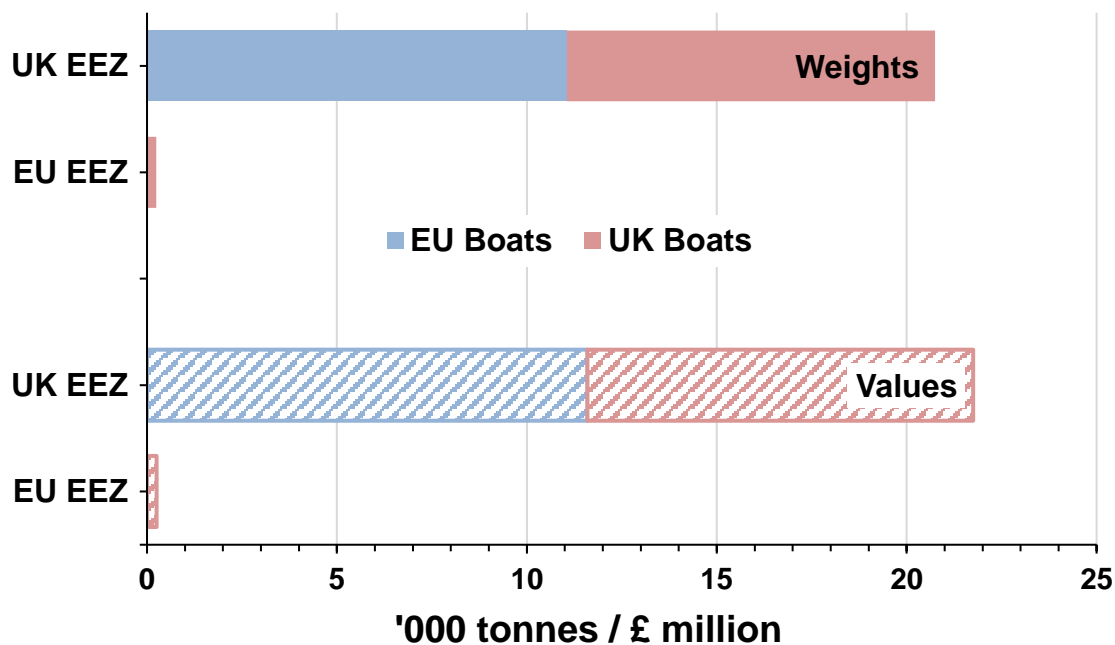 UK EEZ
Weights
EU EEZ
EU Boats UK Boats
UK EEZ
Values
EU EEZ
0 5 10 15 20 25
'000 tonnes / £ million